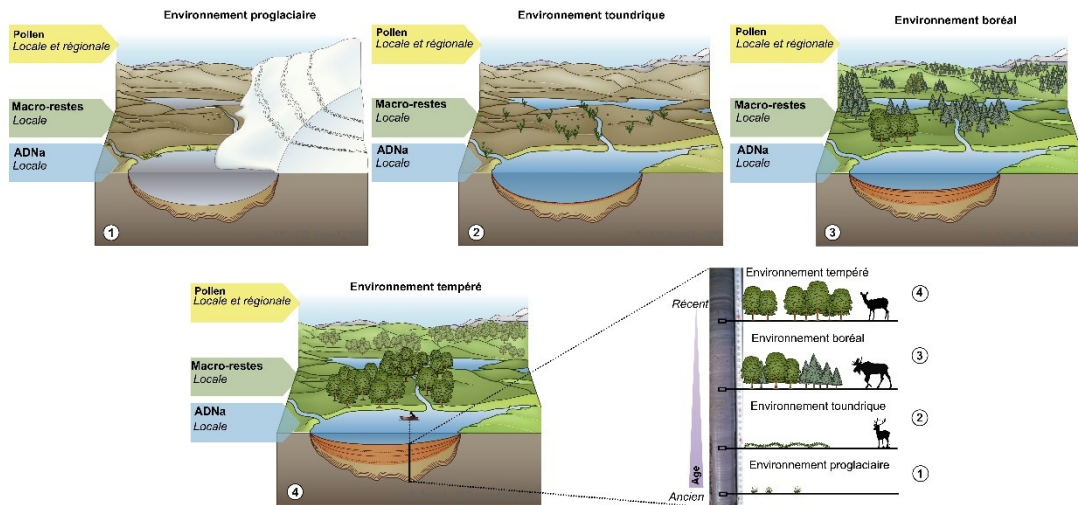 Environnement proglaciaire
Pollen
Locale et régionale
Macro-restes
Locale
ADNa
Locale
1
Environnement toundrique
Pollen
Locale et régionale
Macro-restes
Locale
ADNa
Locale
2
Environnement boréal
Pollen
Locale et régionale
Macro-restes
Locale
ADNa
Locale
3
Environnement tempéré
Pollen
Locale et régionale
Macro-restes
Locale
ADNa
Locale
4
Environnement tempéré
4
Récent
Environnement boréal
3
Environnement toundrique
2
Environnement proglaciaire
1
Age
Ancien